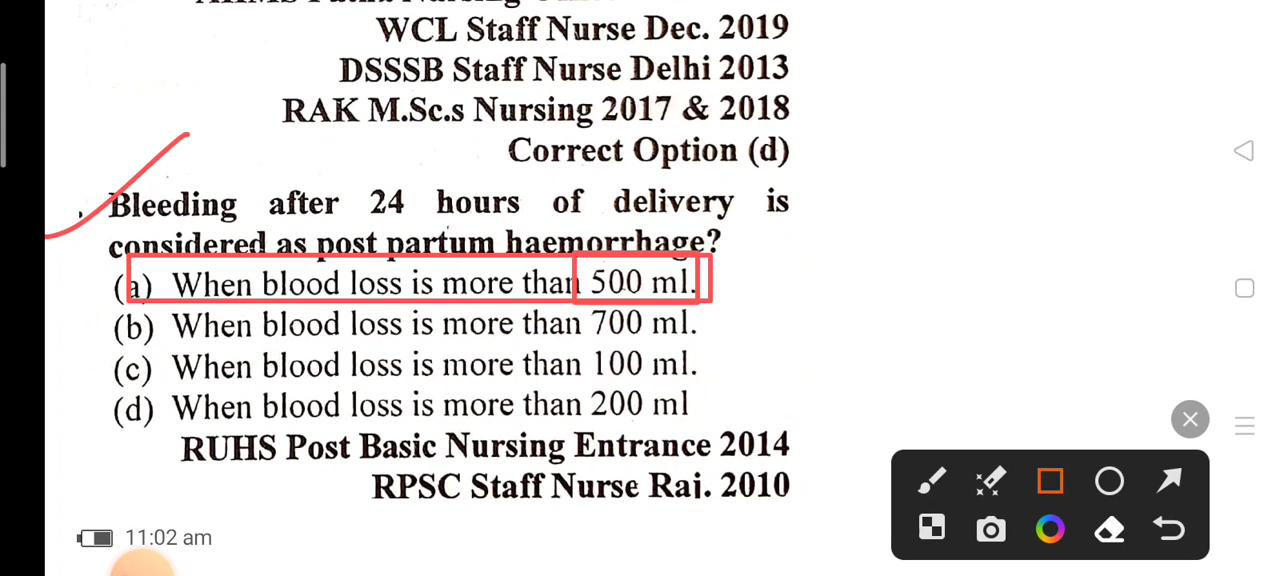 WCL Staff Nurse Dec. 2019
DSSSB Staff Nurse Delhi 2013
RAK M.Sc.s Nursing 2017 & 2018
Correct Option (d)
Bleeding after 24 hours of delivery is
considered as post partum haemorrhage?
(a) When blood loss is more than 500 ml.
(b) When blood loss is more than 700 ml.
(c) When blood loss is more than 100 ml.
(d) When blood loss is more than 200 ml
RUHS Post Basic Nursing Entrance 2014
RPSC Staff Nurse Raj. 2010
11:02 am